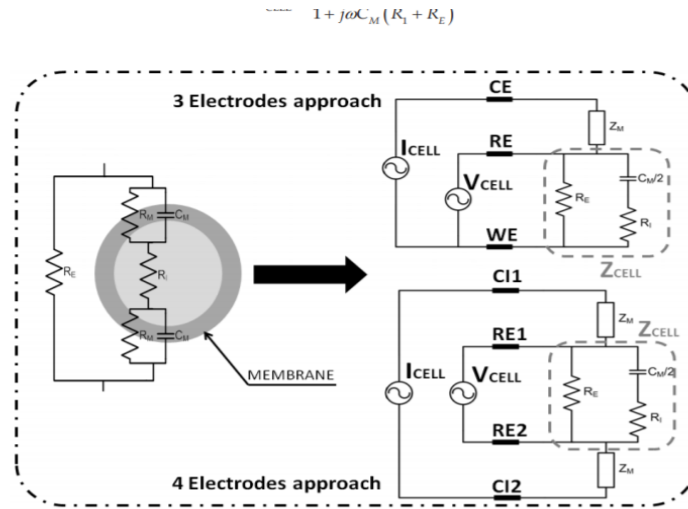 1 + jωC_M (R_1 + R_E)
3 Electrodes approach
CE
Z_M
I_CELL
RE
V_CELL
R_E
C_M/2
R_I
WE
Z_CELL
R_E
R_M
C_M
R_I
R_M
C_M
MEMBRANE
CI1
Z_M
Z_CELL
RE1
I_CELL
V_CELL
R_E
C_M/2
R_I
RE2
Z_M
4 Electrodes approach
CI2